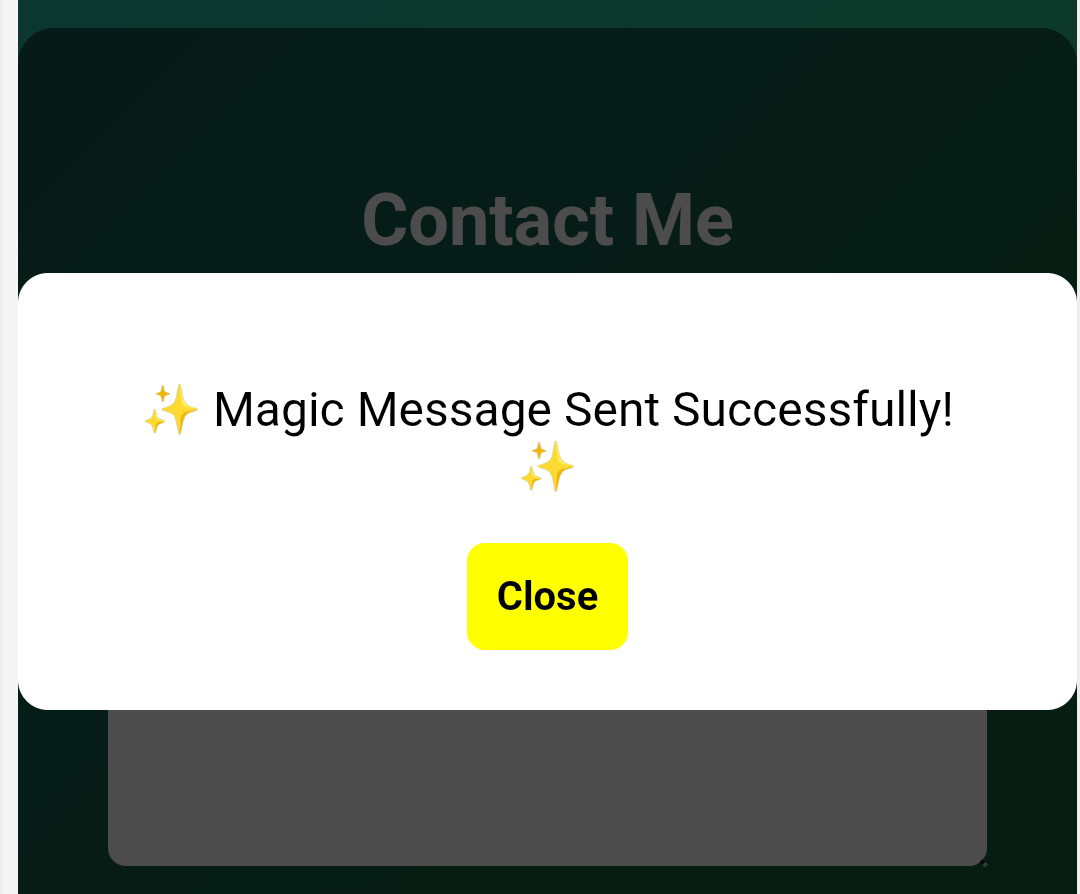 Contact Me
✨ Magic Message Sent Successfully!
✨
Close